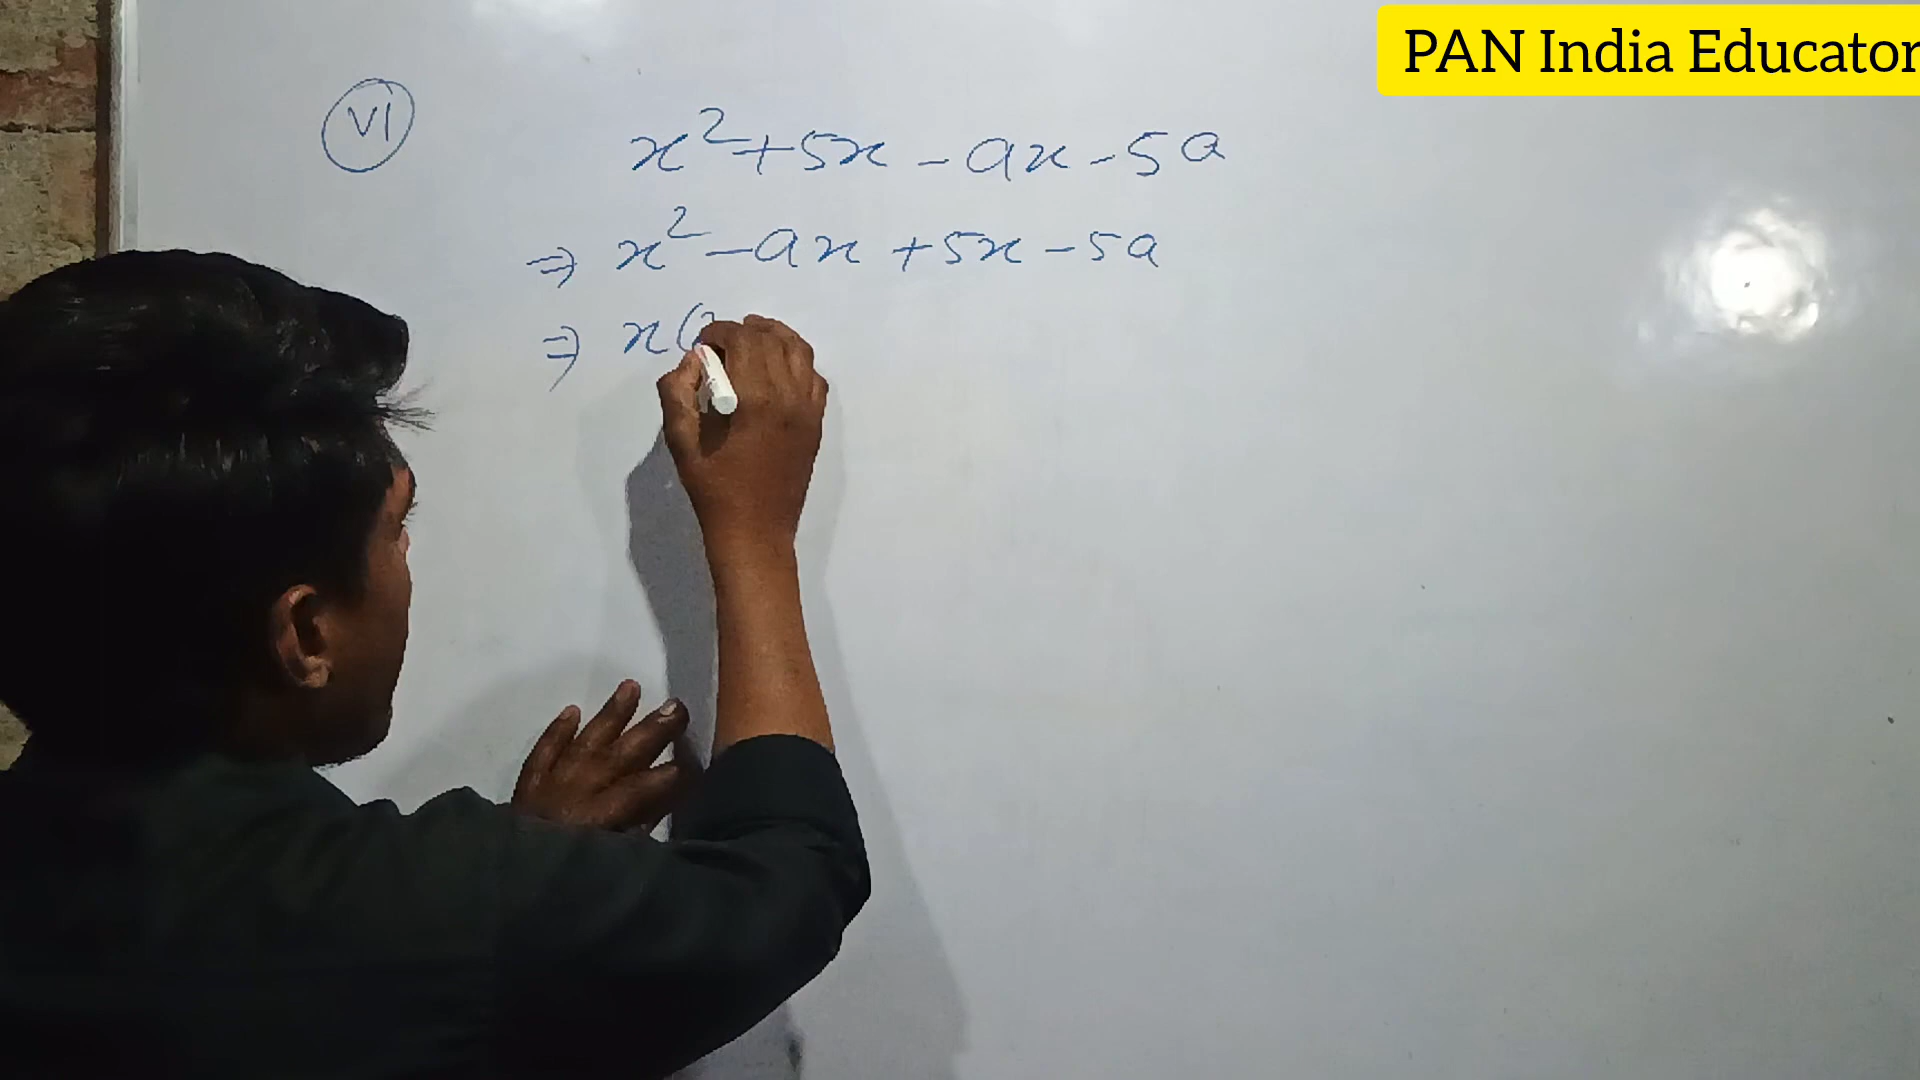 PAN India Educator
VI
x²+5x-ax-5a
⇒ x²-ax+5x-5a
⇒ x(